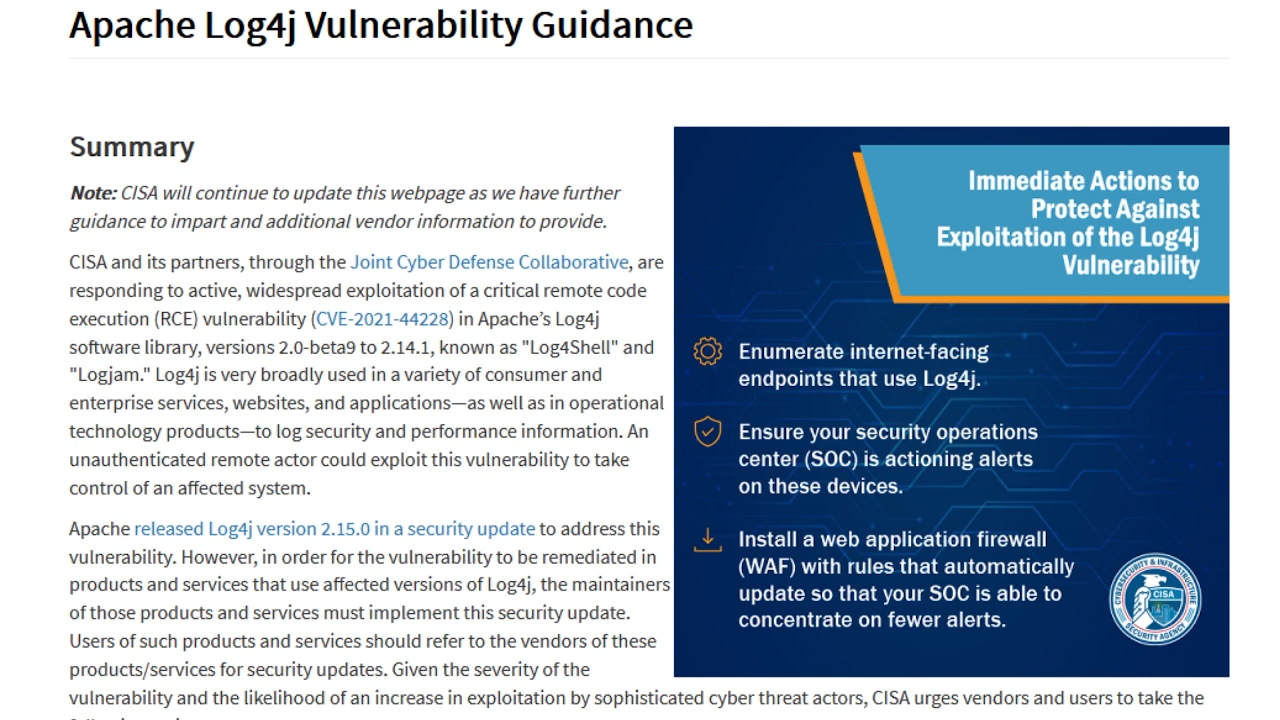 Apache Log4j Vulnerability Guidance
Summary
Note: CISA will continue to update this webpage as we have further
guidance to impart and additional vendor information to provide.
CISA and its partners, through the Joint Cyber Defense Collaborative, are
responding to active, widespread exploitation of a critical remote code
execution (RCE) vulnerability (CVE-2021-44228) in Apache’s Log4j
software library, versions 2.0-beta9 to 2.14.1, known as "Log4Shell" and
"Logjam." Log4j is very broadly used in a variety of consumer and
enterprise services, websites, and applications—as well as in operational
technology products—to log security and performance information. An
unauthenticated remote actor could exploit this vulnerability to take
control of an affected system.
Apache released Log4j version 2.15.0 in a security update to address this
vulnerability. However, in order for the vulnerability to be remediated in
products and services that use affected versions of Log4j, the maintainers
of those products and services must implement this security update.
Users of such products and services should refer to the vendors of these
products/services for security updates. Given the severity of the
vulnerability and the likelihood of an increase in exploitation by sophisticated cyber threat actors, CISA urges vendors and users to take the
Immediate Actions to
Protect Against
Exploitation of the Log4j
Vulnerability
Enumerate internet-facing
endpoints that use Log4j.
Ensure your security operations
center (SOC) is actioning alerts
on these devices.
Install a web application firewall
(WAF) with rules that automatically
update so that your SOC is able to
concentrate on fewer alerts.
CYBERSECURITY & INFRASTRUCTURE
CISA
SECURITY AGENCY